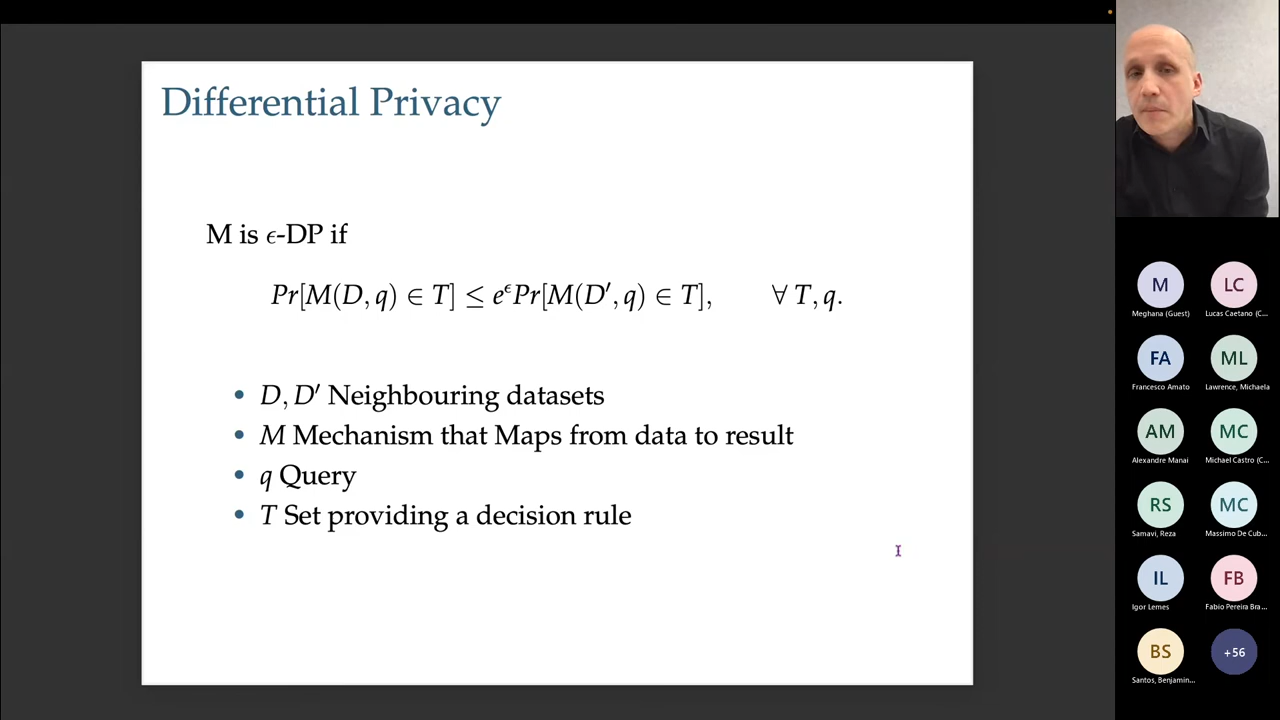 Differential Privacy
M is ϵ-DP if
Pr[M(D, q) ∈ T] ≤ e^ϵ Pr[M(D′, q) ∈ T], ∀ T, q.
• D, D′ Neighbouring datasets
• M Mechanism that Maps from data to result
• q Query
• T Set providing a decision rule
M
LC
Meghana (Guest)
Lucas Caetano (C...
FA
ML
Francesco Amato
Lawrence, Michaela
AM
MC
Alexandre Manai
Michael Castro (C...
RS
MC
Samavi, Reza
Massimo De Cub...
IL
FB
Igor Lemes
Fabio Pereira Bra...
BS
+56
Santos, Benjamin...